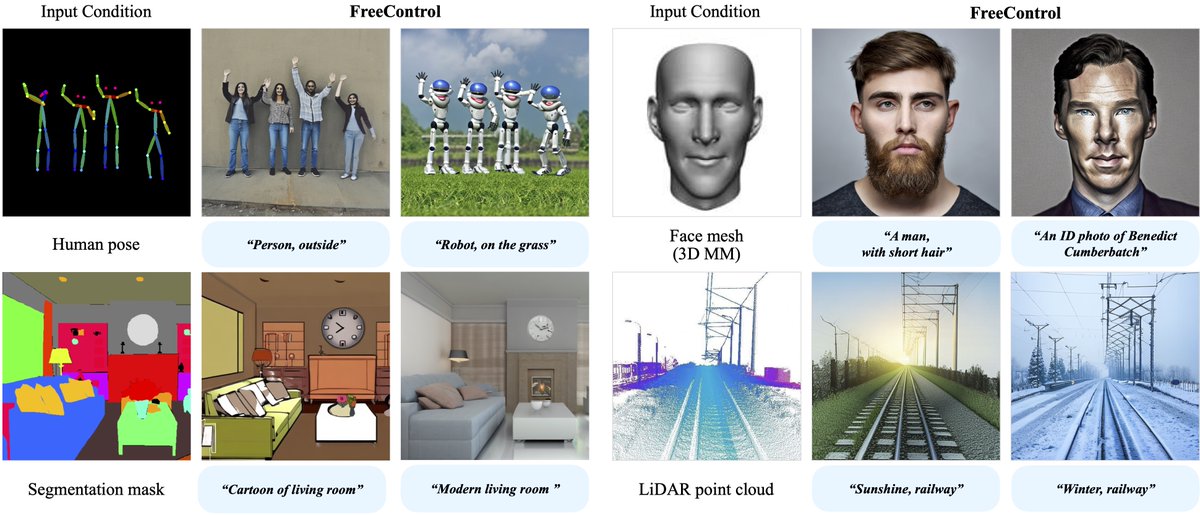 Input Condition
FreeControl
Input Condition
FreeControl
Human pose
“Person, outside”
“Robot, on the grass”
Face mesh
(3D MM)
“A man,
with short hair”
“An ID photo of Benedict
Cumberbatch”
Segmentation mask
“Cartoon of living room”
“Modern living room ”
LiDAR point cloud
“Sunshine, railway”
“Winter, railway”